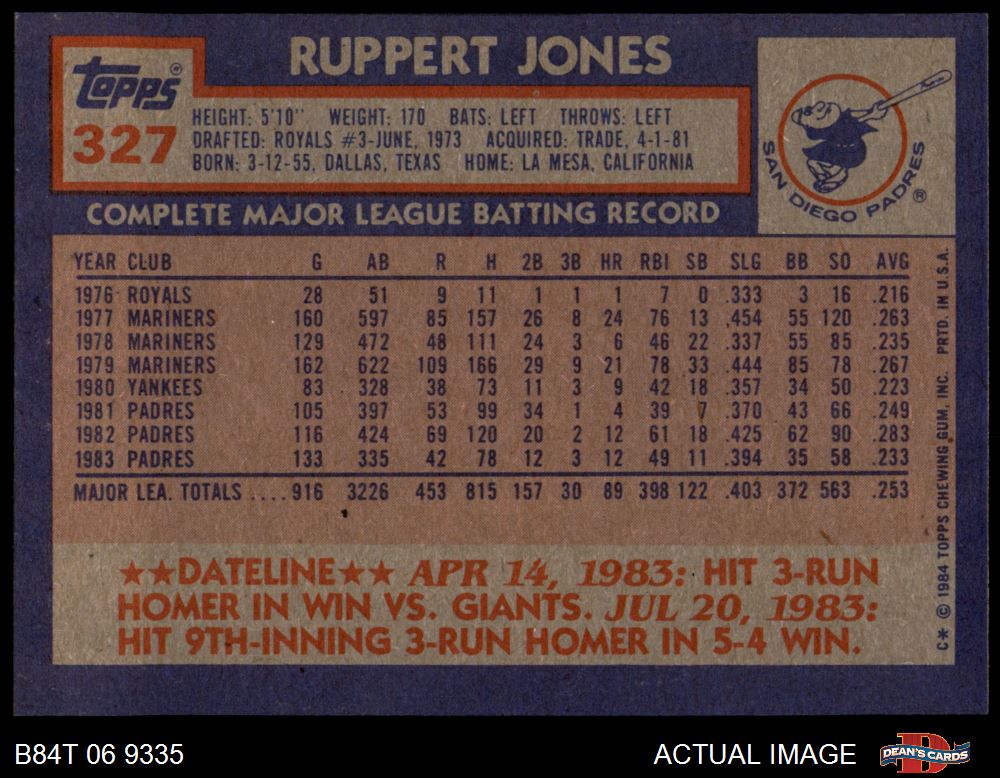 RUPPERT JONES
TOPPS®
327
HEIGHT: 5'10" WEIGHT: 170 BATS: LEFT THROWS: LEFT
DRAFTED: ROYALS #3-JUNE, 1973 ACQUIRED: TRADE, 4-1-81
BORN: 3-12-55, DALLAS, TEXAS HOME: LA MESA, CALIFORNIA
SAN DIEGO PADRES®
COMPLETE MAJOR LEAGUE BATTING RECORD
YEAR CLUB G AB R H 2B 3B HR RBI SB SLG BB SO AVG
1976 ROYALS 28 51 9 11 1 1 1 7 0 .333 3 16 .216
1977 MARINERS 160 597 85 157 26 8 24 76 13 .454 55 120 .263
1978 MARINERS 129 472 48 111 24 3 6 46 22 .337 55 85 .235
1979 MARINERS 162 622 109 166 29 9 21 78 33 .444 85 78 .267
1980 YANKEES 83 328 38 73 11 3 9 42 18 .357 34 50 .223
1981 PADRES 105 397 53 99 34 1 4 39 7 .370 43 66 .249
1982 PADRES 116 424 69 120 20 2 12 61 18 .425 62 90 .283
1983 PADRES 133 335 42 78 12 3 12 49 11 .394 35 58 .233
MAJOR LEA. TOTALS ....916 3226 453 815 157 30 89 398 122 .403 372 563 .253
★★DATELINE★★ APR 14, 1983: HIT 3-RUN
HOMER IN WIN VS. GIANTS. JUL 20, 1983:
HIT 9TH-INNING 3-RUN HOMER IN 5-4 WIN.
C* © 1984 TOPPS CHEWING GUM, INC. PRTD. IN U.S.A.
B84T 06 9335
ACTUAL IMAGE
DEAN'S CARDS